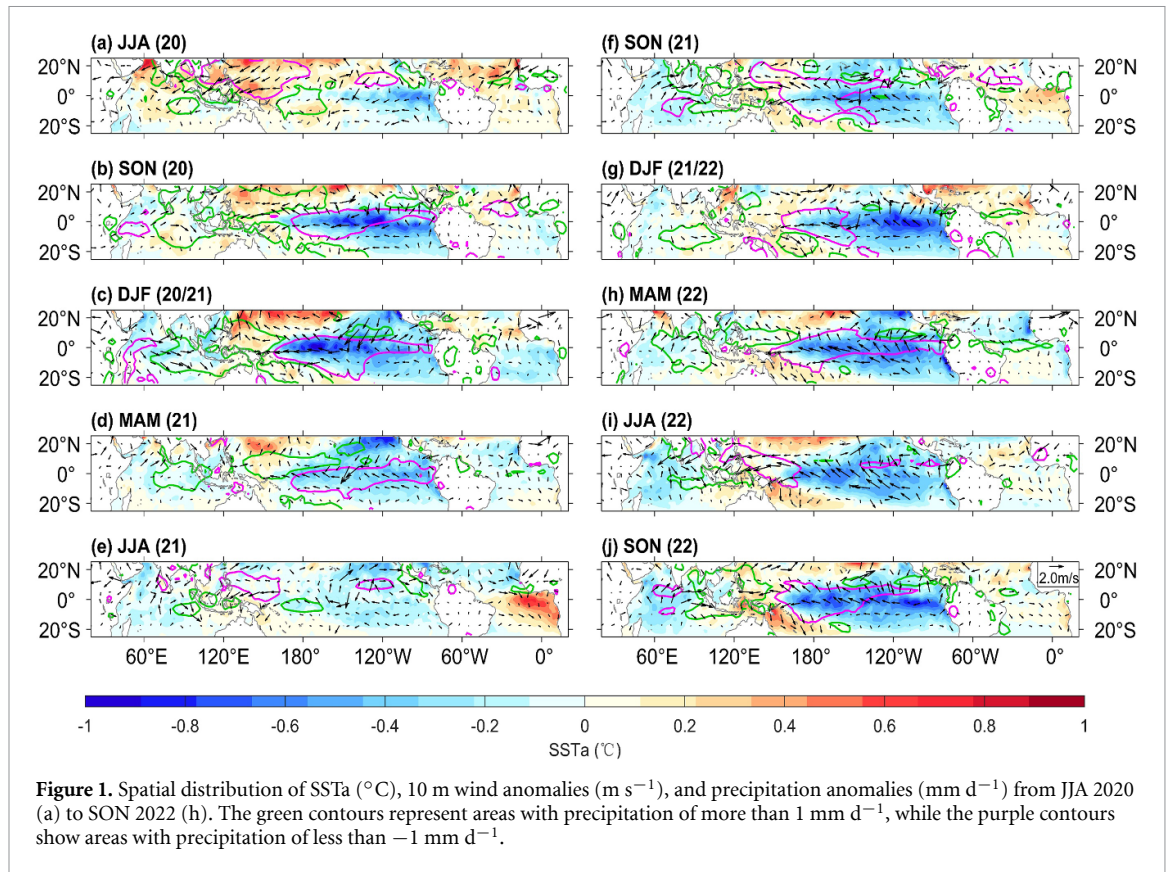 (a) JJA (20)
20°N
0°
20°S
(b) SON (20)
20°N
0°
20°S
(c) DJF (20/21)
20°N
0°
20°S
(d) MAM (21)
20°N
0°
20°S
(e) JJA (21)
20°N
0°
20°S
60°E 120°E 180° 120°W 60°W 0°
(f) SON (21)
20°N
0°
20°S
(g) DJF (21/22)
20°N
0°
20°S
(h) MAM (22)
20°N
0°
20°S
(i) JJA (22)
20°N
0°
20°S
(j) SON (22)
2.0m/s
20°N
0°
20°S
60°E 120°E 180° 120°W 60°W 0°
-1 -0.8 -0.6 -0.4 -0.2 0 0.2 0.4 0.6 0.8 1
SSTa (℃)
Figure 1. Spatial distribution of SSTa (°C), 10 m wind anomalies (m s−1), and precipitation anomalies (mm d−1) from JJA 2020
(a) to SON 2022 (h). The green contours represent areas with precipitation of more than 1 mm d−1, while the purple contours
show areas with precipitation of less than −1 mm d−1.